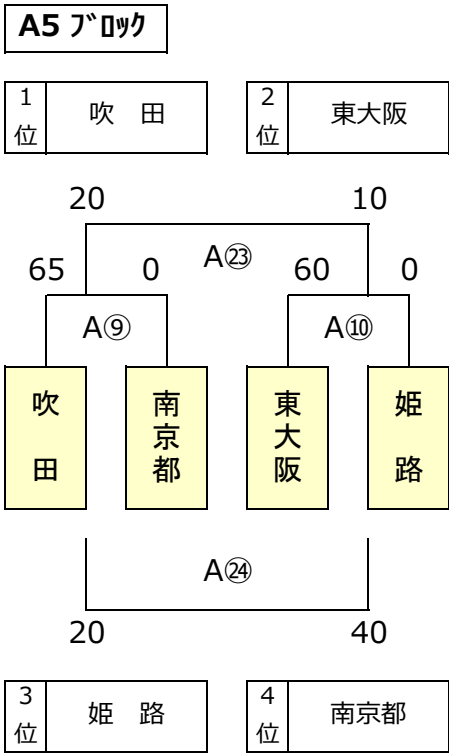 A5 ﾌﾞﾛｯｸ
1位 吹 田 2位 東大阪
20 10
65 0 A㉓ 60 0
A⑨ A⑩
吹田 南京都 東大阪 姫路
A㉔
20 40
3位 姫 路 4位 南京都